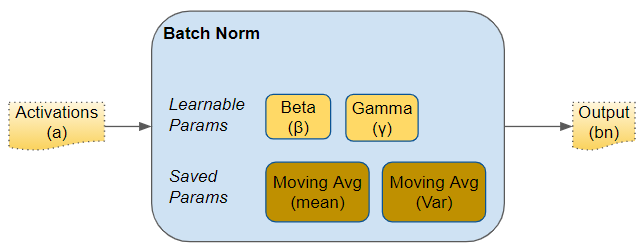 Batch Norm
Activations
(a)
Learnable
Params
Beta
(β)
Gamma
(γ)
Output
(bn)
Saved
Params
Moving Avg
(mean)
Moving Avg
(Var)